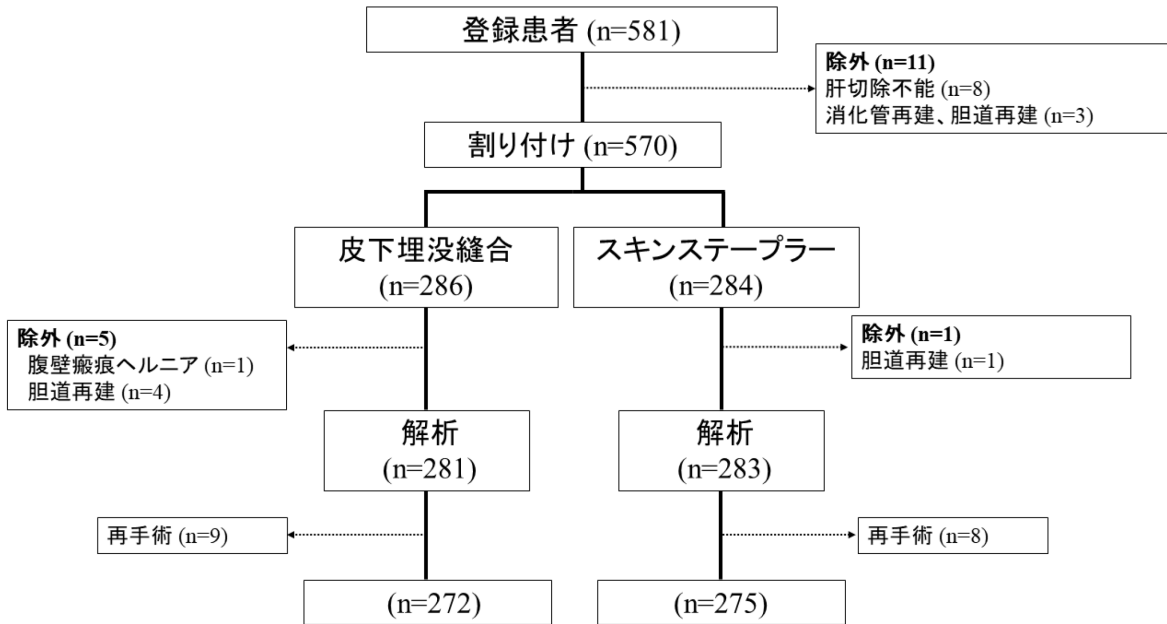 登録患者 (n=581)
除外 (n=11)
肝切除不能 (n=8)
消化管再建、胆道再建 (n=3)
割り付け (n=570)
皮下埋没縫合
(n=286)
スキンステープラー
(n=284)
除外 (n=5)
腹壁瘢痕ヘルニア (n=1)
胆道再建 (n=4)
除外 (n=1)
胆道再建 (n=1)
解析
(n=281)
解析
(n=283)
再手術 (n=9)
再手術 (n=8)
(n=272)
(n=275)